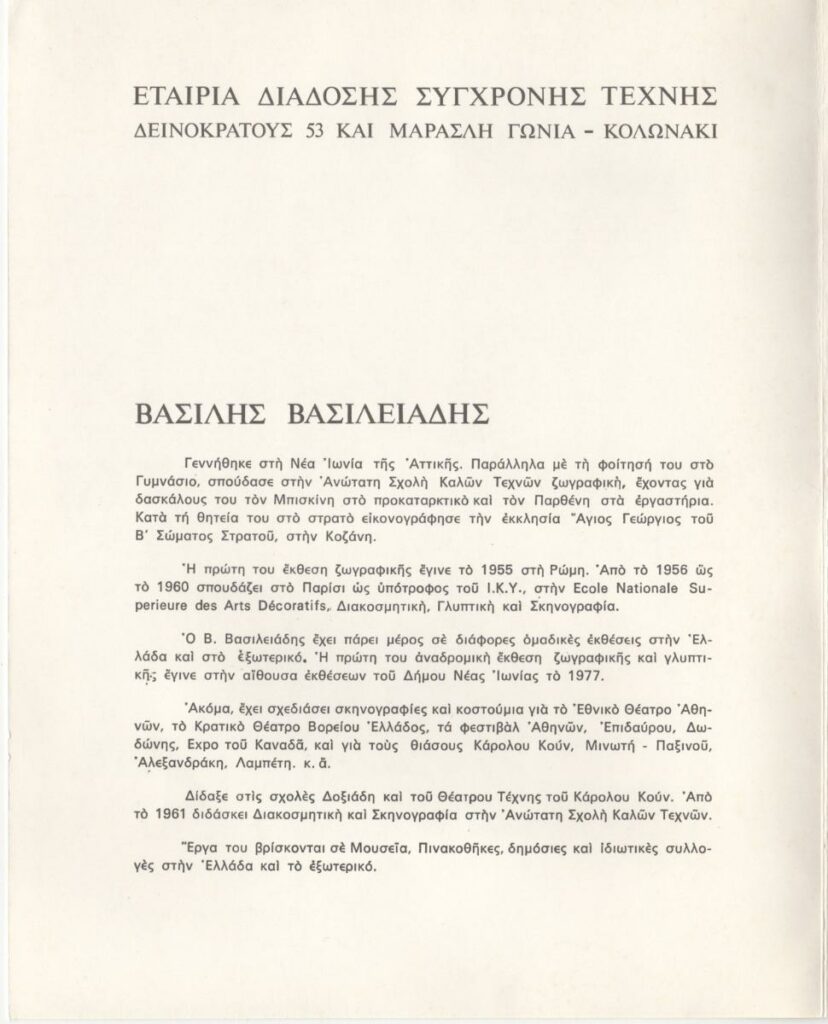 ΕΤΑΙΡΙΑ ΔΙΑΔΟΣΗΣ ΣΥΓΧΡΟΝΗΣ ΤΕΧΝΗΣ
ΔΕΙΝΟΚΡΑΤΟΥΣ 53 ΚΑΙ ΜΑΡΑΣΛΗ ΓΩΝΙΑ – ΚΟΛΩΝΑΚΙ
ΒΑΣΙΛΗΣ ΒΑΣΙΛΕΙΑΔΗΣ
Γεννήθηκε στὴ Νέα Ἰωνία τῆς Ἀττικῆς. Παράλληλα μὲ τὴ φοίτησή του στὸ
Γυμνάσιο, σπούδασε στὴν Ἀνώτατη Σχολὴ Καλῶν Τεχνῶν ζωγραφική, ἔχοντας γιὰ
δασκάλους του τὸν Μπισκίνη στὸ προκαταρκτικὸ καὶ τὸν Παρθένη στὰ ἐργαστήρια.
Κατὰ τή θητεία του στὸ στρατὸ εἰκονογράφησε τὴν ἐκκλησία Ἅγιος Γεώργιος τοῦ
Β' Σώματος Στρατοῦ, στὴν Κοζάνη.
Ἡ πρώτη του ἔκθεση ζωγραφικῆς ἔγινε τὸ 1955 στὴ Ρώμη. Ἀπὸ τὸ 1956 ὥς
τὸ 1960 σπουδάζει στὸ Παρίσι ὡς ὑπότροφος τοῦ Ι.Κ.Υ., στὴν Ecole Nationale Su-
perieure des Arts Décoratifs, Διακοσμητική, Γλυπτικὴ καὶ Σκηνογραφία.
Ὁ Β. Βασιλειάδης ἔχει πάρει μέρος σὲ διάφορες ὁμαδικὲς ἐκθέσεις στὴν Ἑλ-
λάδα καὶ στὸ ἐξωτερικό. Ἡ πρώτη του ἀναδρομικὴ ἔκθεση ζωγραφικῆς καὶ γλυπτι-
κῆς ἔγινε στὴν αἴθουσα ἐκθέσεων τοῦ Δήμου Νέας Ἰωνίας τὸ 1977.
Ἀκόμα, ἔχει σχεδιάσει σκηνογραφίες καὶ κοστούμια γιὰ τὸ Ἐθνικὸ Θέατρο Ἀθη-
νῶν, τὸ Κρατικὸ Θέατρο Βορείου Ἑλλάδος, τά φεστιβὰλ Ἀθηνῶν, Ἐπιδαύρου, Δω-
δώνης, Expo τοῦ Καναδᾶ, καὶ γιὰ τοὺς θιάσους Κάρολου Κούν, Μινωτῆ - Παξινοῦ,
Ἀλεξανδράκη, Λαμπέτη. κ. ἄ.
Δίδαξε στὶς σχολὲς Δοξιάδη καὶ τοῦ Θέατρου Τέχνης τοῦ Κάρολου Κούν. Ἀπὸ
τὸ 1961 διδάσκει Διακοσμητικὴ καὶ Σκηνογραφία στὴν Ἀνώτατη Σχολὴ Καλῶν Τεχνῶν.
Ἔργα του βρίσκονται σὲ Μουσεῖα, Πινακοθῆκες, δημόσιες καὶ ἰδιωτικὲς συλλο-
γὲς στὴν Ἑλλάδα καὶ τὸ ἐξωτερικό.